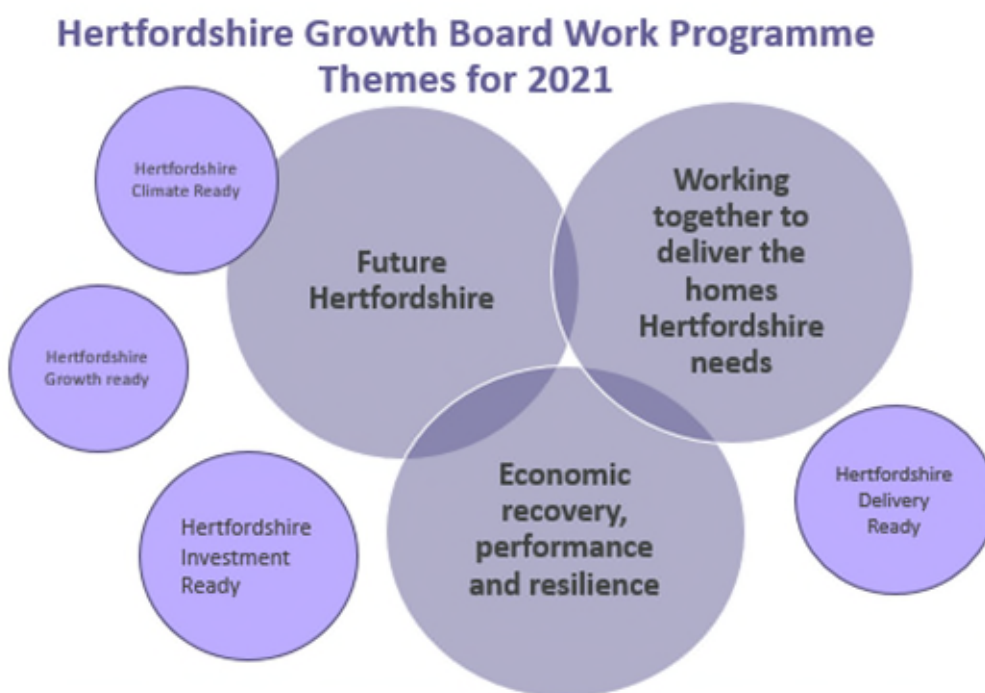 Hertfordshire Growth Board Work Programme
Themes for 2021
Hertfordshire
Climate Ready
Future
Hertfordshire
Working
together to
deliver the
homes
Hertfordshire
needs
Hertfordshire
Growth ready
Hertfordshire
Investment
Ready
Economic
recovery,
performance
and resilience
Hertfordshire
Delivery
Ready